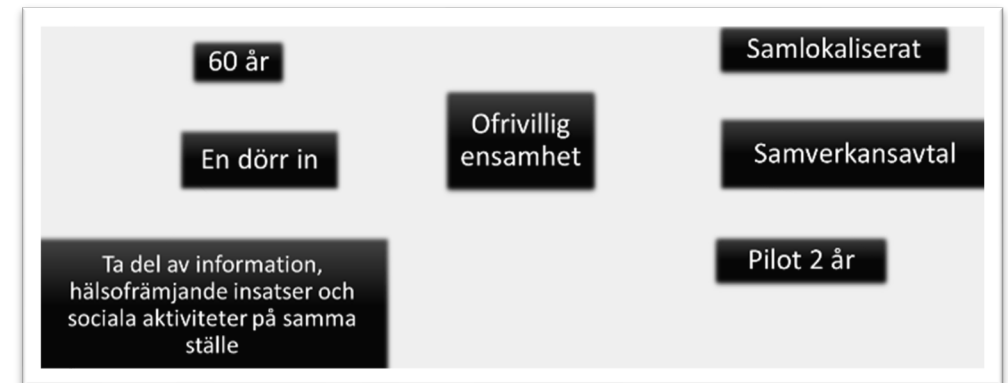 60 år
En dörr in
Ta del av information,
hälsofrämjande insatser och
sociala aktiviteter på samma
ställe
Ofrivillig
ensamhet
Samlokaliserat
Samverkansavtal
Pilot 2 år